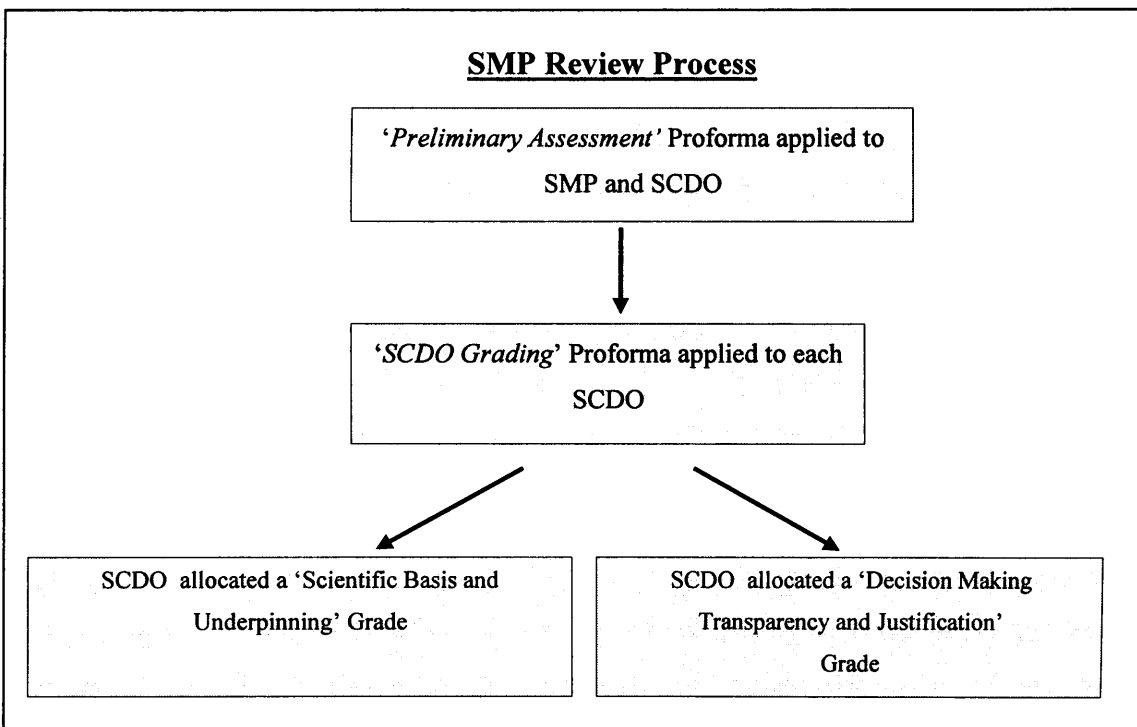 SMP Review Process
‘Preliminary Assessment’ Proforma applied to
SMP and SCDO
‘SCDO Grading’ Proforma applied to each
SCDO
SCDO allocated a ‘Scientific Basis and
Underpinning’ Grade
SCDO allocated a ‘Decision Making
Transparency and Justification’
Grade